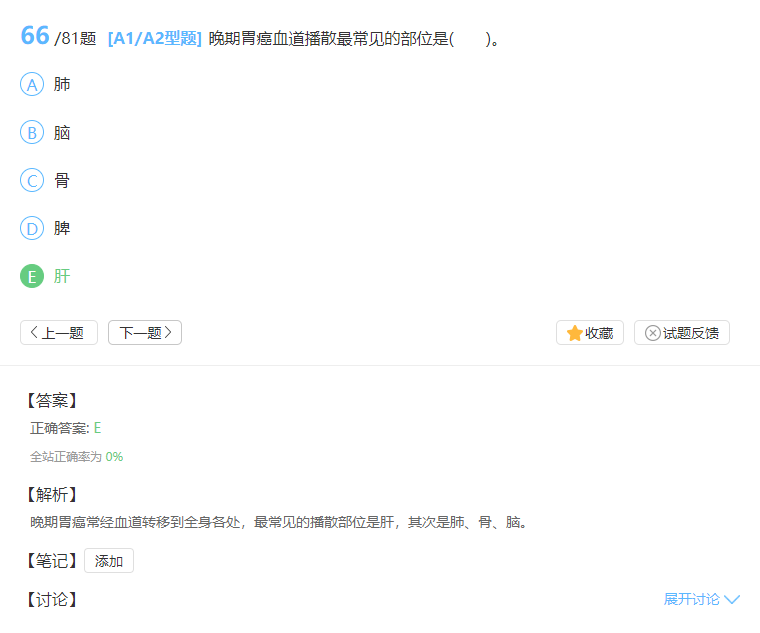 66 /81题 [A1/A2型题] 晚期胃癌血道播散最常见的部位是(  )。
A 肺
B 脑
C 骨
D 脾
E 肝
上一题 下一题 收藏 试题反馈
【答案】
正确答案: E
全站正确率为 0%
【解析】
晚期胃癌常经血道转移到全身各处，最常见的播散部位是肝，其次是肺、骨、脑。
【笔记】 添加
【讨论】 展开讨论